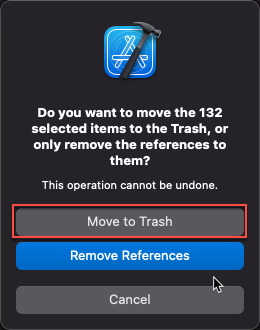 Do you want to move the 132
selected items to the Trash, or
only remove the references to
them?
This operation cannot be undone.
Move to Trash
Remove References
Cancel